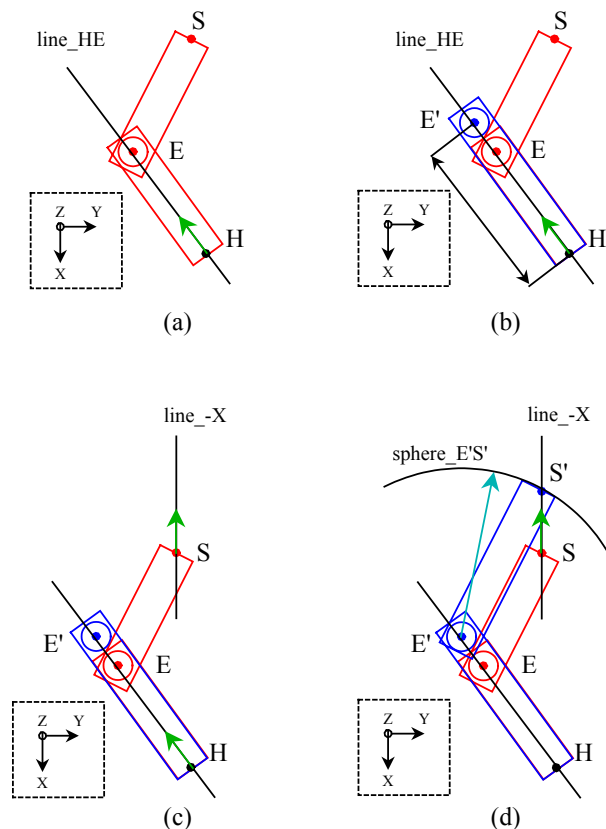 S
line_HE
E
Z Y
X
H
(a)
S
line_HE
E'
E
Z Y
X
H
(b)
line_-X
S
E'
E
Z Y
X
H
(c)
line_-X
sphere_E'S'
S'
S
E'
E
Z Y
X
H
(d)